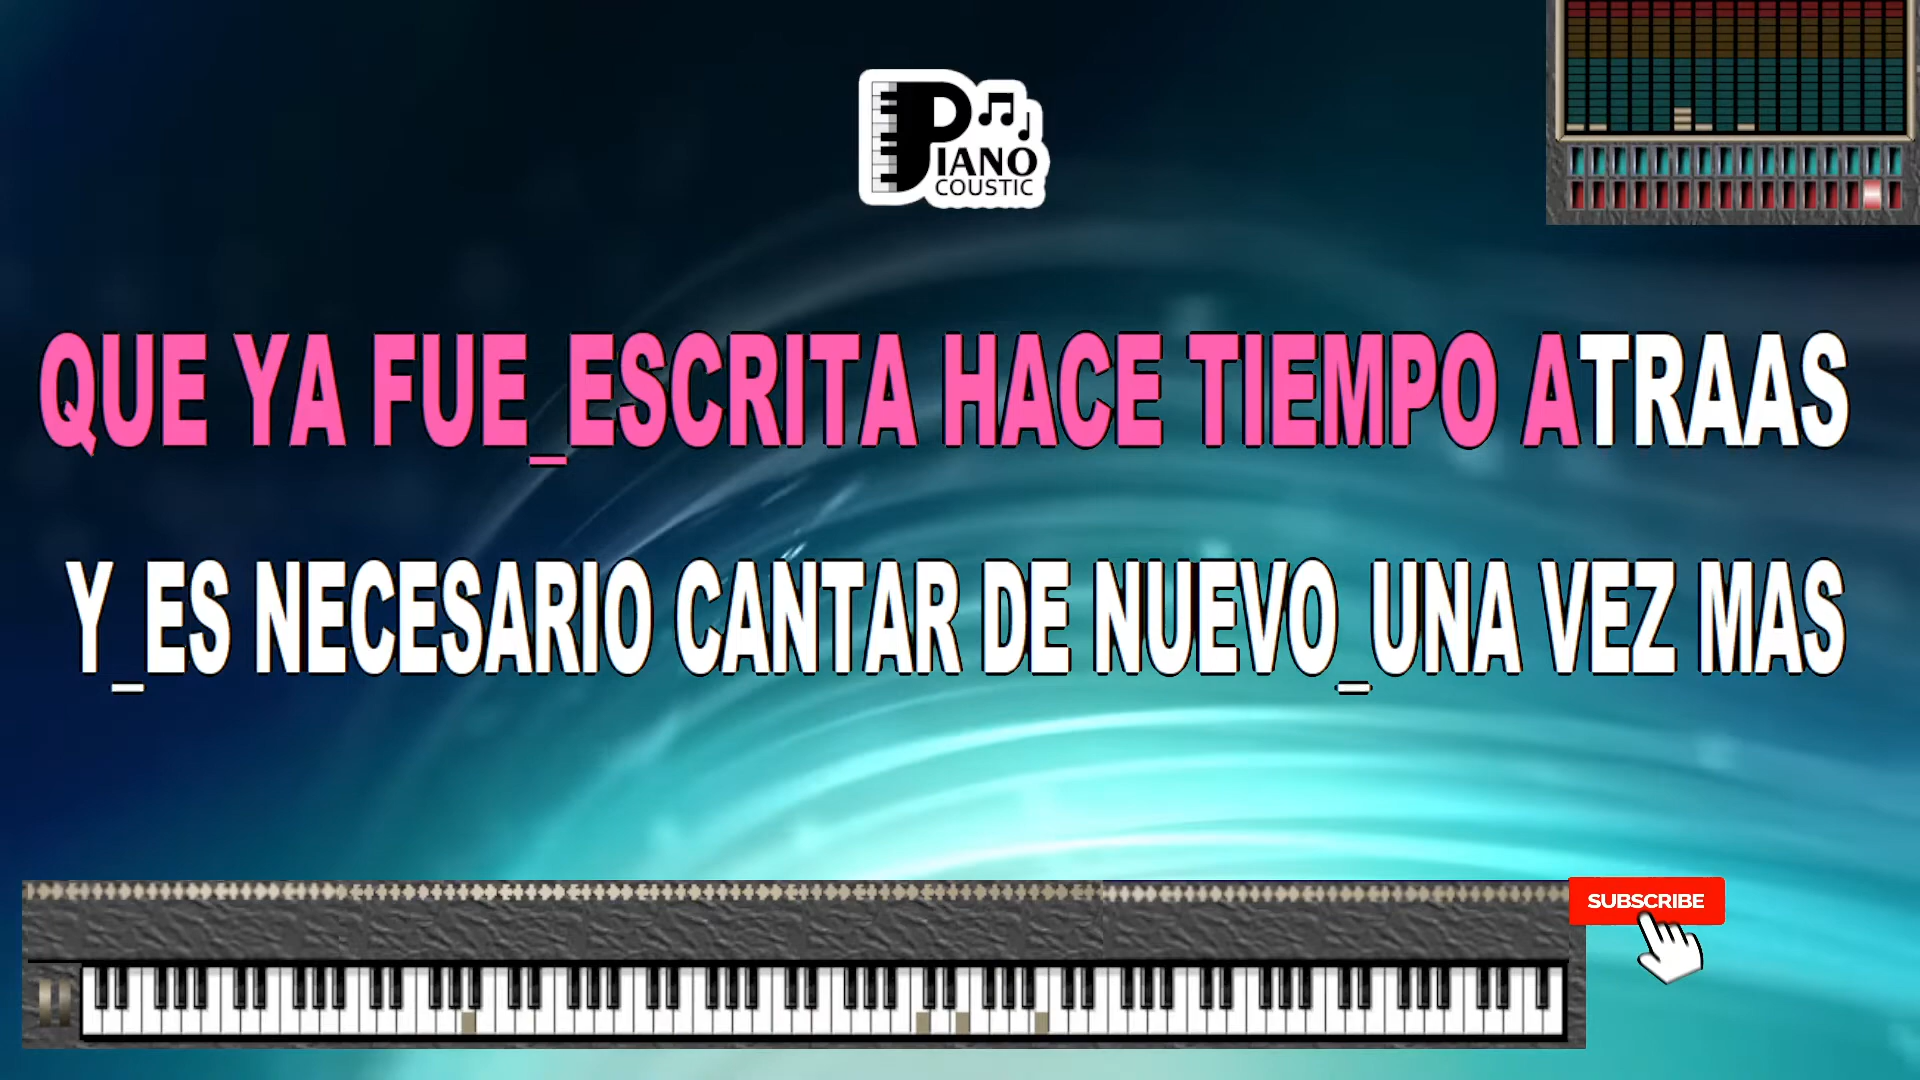 PIANO
COUSTIC
QUE YA FUE_ESCRITA HACE TIEMPO ATRAAS
Y_ES NECESARIO CANTAR DE NUEVO_UNA VEZ MAS
SUBSCRIBE